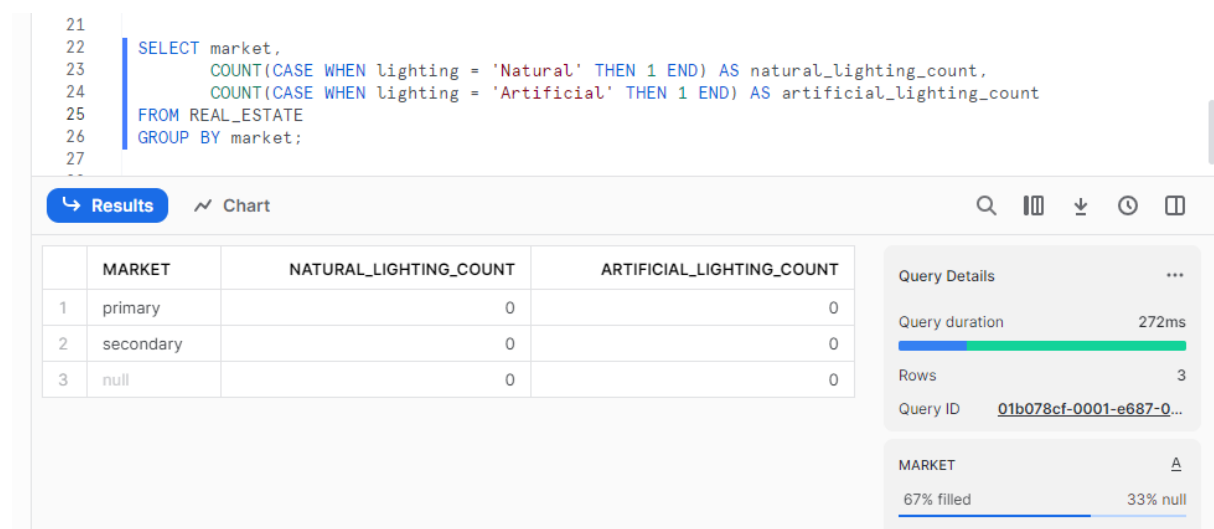 21
22 SELECT market,
23 COUNT(CASE WHEN lighting = 'Natural' THEN 1 END) AS natural_lighting_count,
24 COUNT(CASE WHEN lighting = 'Artificial' THEN 1 END) AS artificial_lighting_count
25 FROM REAL_ESTATE
26 GROUP BY market;
27
Results Chart
MARKET NATURAL_LIGHTING_COUNT ARTIFICIAL_LIGHTING_COUNT
1 primary 0 0
2 secondary 0 0
3 null 0 0
Query Details ...
Query duration 272ms
Rows 3
Query ID 01b078cf-0001-e687-0...
MARKET A
67% filled 33% null